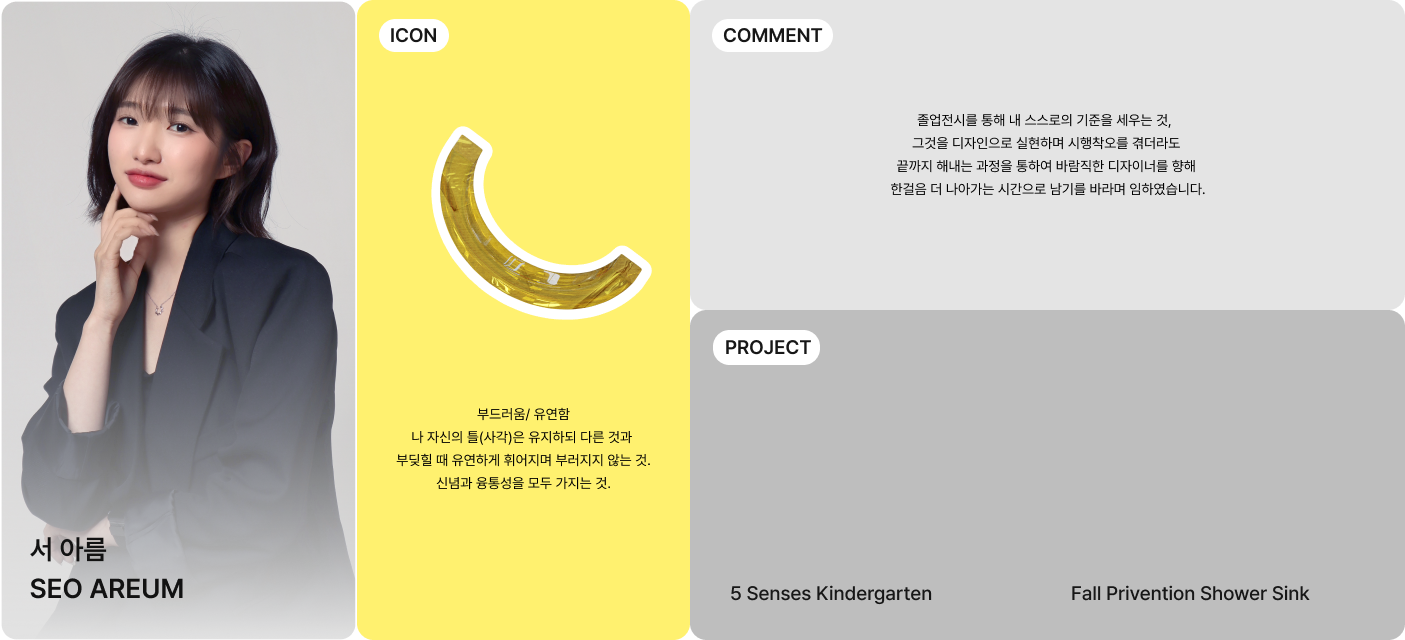 서 아름
SEO AREUM
ICON
부드러움/ 유연함
나 자신의 틀(사각)은 유지하되 다른 것과
부딪힐 때 유연하게 휘어지며 부러지지 않는 것.
신념과 융통성을 모두 가지는 것.
COMMENT
졸업전시를 통해 내 스스로의 기준을 세우는 것,
그것을 디자인으로 실현하며 시행착오를 겪더라도
끝까지 해내는 과정을 통하여 바람직한 디자이너를 향해
한걸음 더 나아가는 시간으로 남기를 바라며 임하였습니다.
PROJECT
5 Senses Kindergarten
Fall Privention Shower Sink